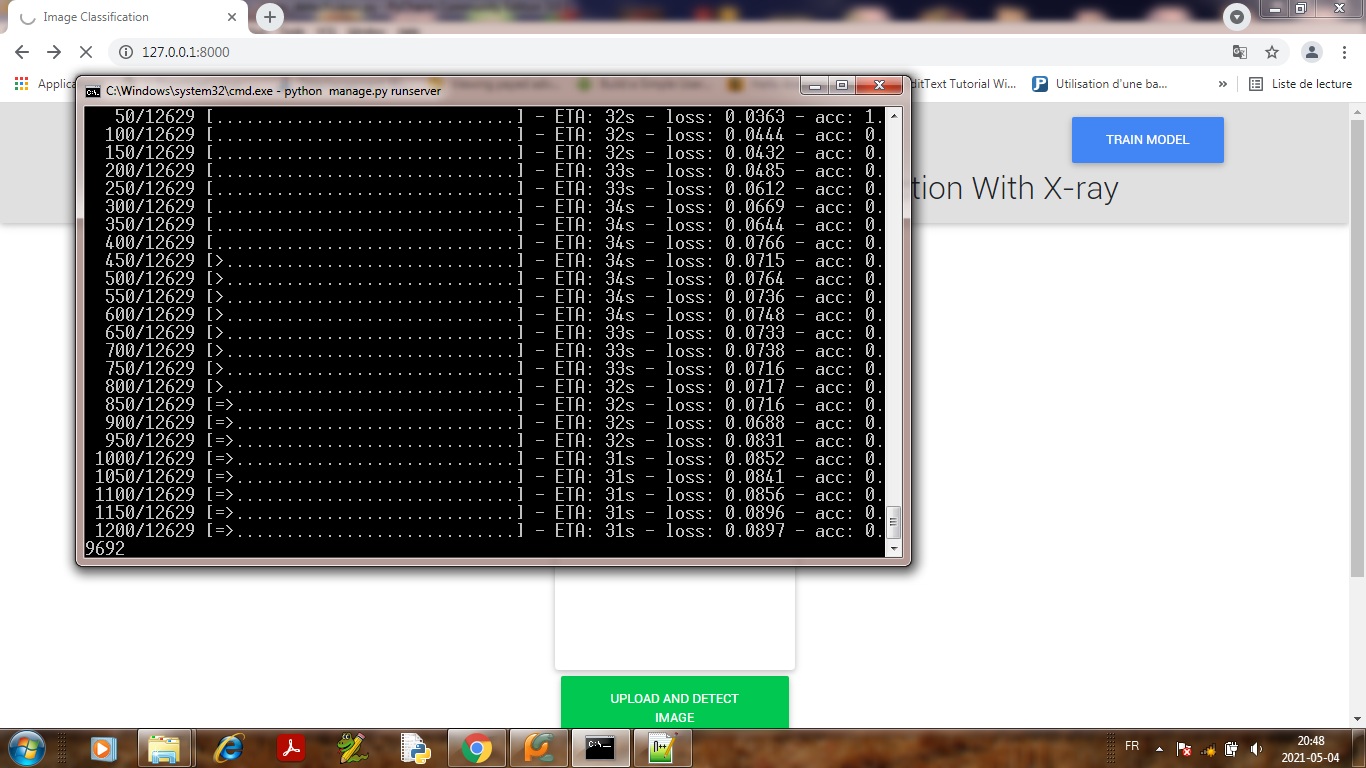 Image Classification
127.0.0.1:8000
Applica
ditText Tutorial Wi...
Utilisation d'une ba...
»
Liste de lecture
C:\Windows\system32\cmd.exe - python  manage.py runserver
50/12629 [..............................] - ETA: 32s - loss: 0.0363 - acc: 1.
100/12629 [..............................] - ETA: 32s - loss: 0.0444 - acc: 0.
150/12629 [..............................] - ETA: 32s - loss: 0.0432 - acc: 0.
200/12629 [..............................] - ETA: 33s - loss: 0.0485 - acc: 0.
250/12629 [..............................] - ETA: 33s - loss: 0.0612 - acc: 0.
300/12629 [..............................] - ETA: 34s - loss: 0.0669 - acc: 0.
350/12629 [..............................] - ETA: 34s - loss: 0.0644 - acc: 0.
400/12629 [..............................] - ETA: 34s - loss: 0.0766 - acc: 0.
450/12629 [>.............................] - ETA: 34s - loss: 0.0715 - acc: 0.
500/12629 [>.............................] - ETA: 34s - loss: 0.0764 - acc: 0.
550/12629 [>.............................] - ETA: 34s - loss: 0.0736 - acc: 0.
600/12629 [>.............................] - ETA: 34s - loss: 0.0748 - acc: 0.
650/12629 [>.............................] - ETA: 33s - loss: 0.0733 - acc: 0.
700/12629 [>.............................] - ETA: 33s - loss: 0.0738 - acc: 0.
750/12629 [>.............................] - ETA: 33s - loss: 0.0716 - acc: 0.
800/12629 [>.............................] - ETA: 32s - loss: 0.0717 - acc: 0.
850/12629 [=>............................] - ETA: 32s - loss: 0.0716 - acc: 0.
900/12629 [=>............................] - ETA: 32s - loss: 0.0688 - acc: 0.
950/12629 [=>............................] - ETA: 32s - loss: 0.0831 - acc: 0.
1000/12629 [=>............................] - ETA: 31s - loss: 0.0852 - acc: 0.
1050/12629 [=>............................] - ETA: 31s - loss: 0.0841 - acc: 0.
1100/12629 [=>............................] - ETA: 31s - loss: 0.0856 - acc: 0.
1150/12629 [=>............................] - ETA: 31s - loss: 0.0896 - acc: 0.
1200/12629 [=>............................] - ETA: 31s - loss: 0.0897 - acc: 0.
9692
TRAIN MODEL
tion With X-ray
UPLOAD AND DETECT
IMAGE
FR
20:48
2021-05-04